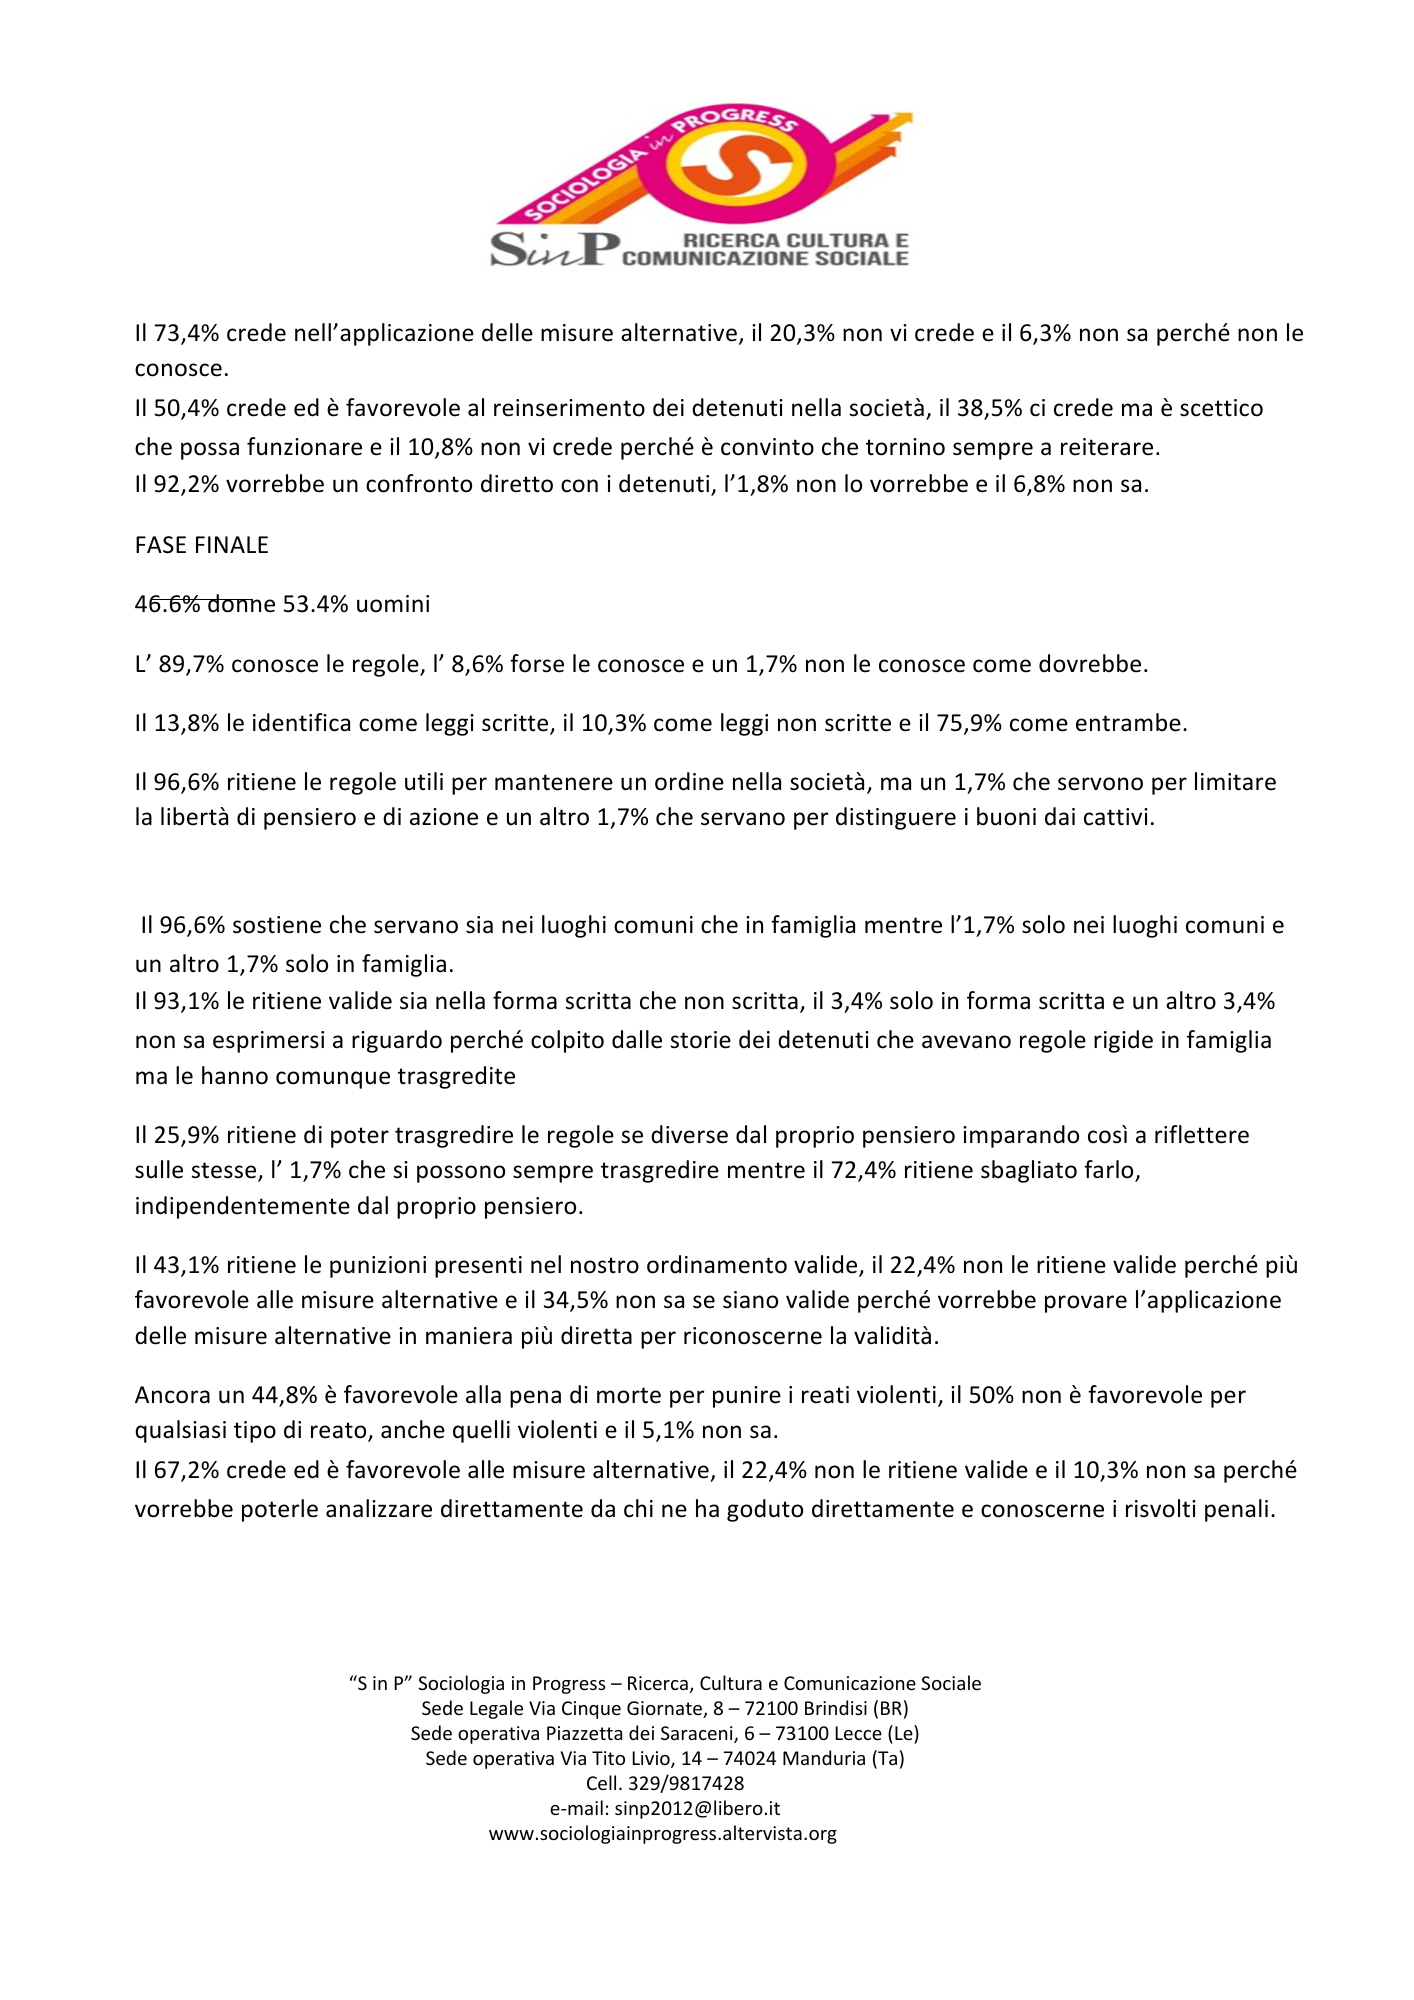 SOCIOLOGIA in PROGRESS
S
SinP RICERCA CULTURA E
COMUNICAZIONE SOCIALE
Il 73,4% crede nell’applicazione delle misure alternative, il 20,3% non vi crede e il 6,3% non sa perché non le
conosce.
Il 50,4% crede ed è favorevole al reinserimento dei detenuti nella società, il 38,5% ci crede ma è scettico
che possa funzionare e il 10,8% non vi crede perché è convinto che tornino sempre a reiterare.
Il 92,2% vorrebbe un confronto diretto con i detenuti, l’1,8% non lo vorrebbe e il 6,8% non sa.
FASE FINALE
46.6% donne 53.4% uomini
L’ 89,7% conosce le regole, l’ 8,6% forse le conosce e un 1,7% non le conosce come dovrebbe.
Il 13,8% le identifica come leggi scritte, il 10,3% come leggi non scritte e il 75,9% come entrambe.
Il 96,6% ritiene le regole utili per mantenere un ordine nella società, ma un 1,7% che servono per limitare
la libertà di pensiero e di azione e un altro 1,7% che servano per distinguere i buoni dai cattivi.
Il 96,6% sostiene che servano sia nei luoghi comuni che in famiglia mentre l’1,7% solo nei luoghi comuni e
un altro 1,7% solo in famiglia.
Il 93,1% le ritiene valide sia nella forma scritta che non scritta, il 3,4% solo in forma scritta e un altro 3,4%
non sa esprimersi a riguardo perché colpito dalle storie dei detenuti che avevano regole rigide in famiglia
ma le hanno comunque trasgredite
Il 25,9% ritiene di poter trasgredire le regole se diverse dal proprio pensiero imparando così a riflettere
sulle stesse, l’ 1,7% che si possono sempre trasgredire mentre il 72,4% ritiene sbagliato farlo,
indipendentemente dal proprio pensiero.
Il 43,1% ritiene le punizioni presenti nel nostro ordinamento valide, il 22,4% non le ritiene valide perché più
favorevole alle misure alternative e il 34,5% non sa se siano valide perché vorrebbe provare l’applicazione
delle misure alternative in maniera più diretta per riconoscerne la validità.
Ancora un 44,8% è favorevole alla pena di morte per punire i reati violenti, il 50% non è favorevole per
qualsiasi tipo di reato, anche quelli violenti e il 5,1% non sa.
Il 67,2% crede ed è favorevole alle misure alternative, il 22,4% non le ritiene valide e il 10,3% non sa perché
vorrebbe poterle analizzare direttamente da chi ne ha goduto direttamente e conoscerne i risvolti penali.
“S in P” Sociologia in Progress – Ricerca, Cultura e Comunicazione Sociale
Sede Legale Via Cinque Giornate, 8 – 72100 Brindisi (BR)
Sede operativa Piazzetta dei Saraceni, 6 – 73100 Lecce (Le)
Sede operativa Via Tito Livio, 14 – 74024 Manduria (Ta)
Cell. 329/9817428
e-mail: sinp2012@libero.it
www.sociologiainprogress.altervista.org